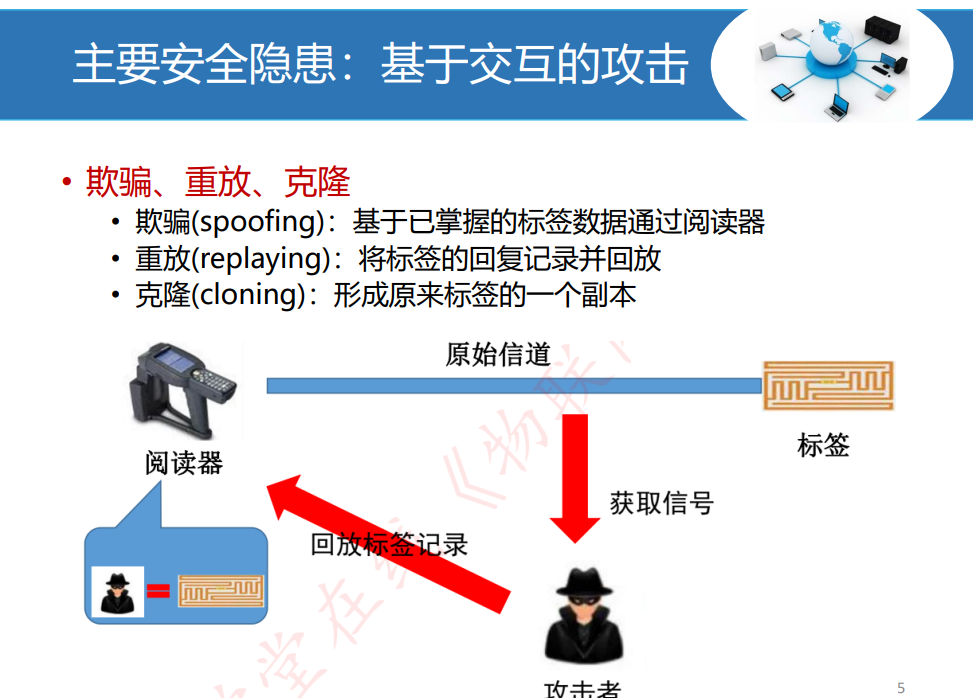 主要安全隐患：基于交互的攻击
• 欺骗、重放、克隆
• 欺骗(spoofing)：基于已掌握的标签数据通过阅读器
• 重放(replaying)：将标签的回复记录并回放
• 克隆(cloning)：形成原来标签的一个副本
原始信道
标签
阅读器
获取信号
回放标签记录
攻击者
堂在线《物联
5